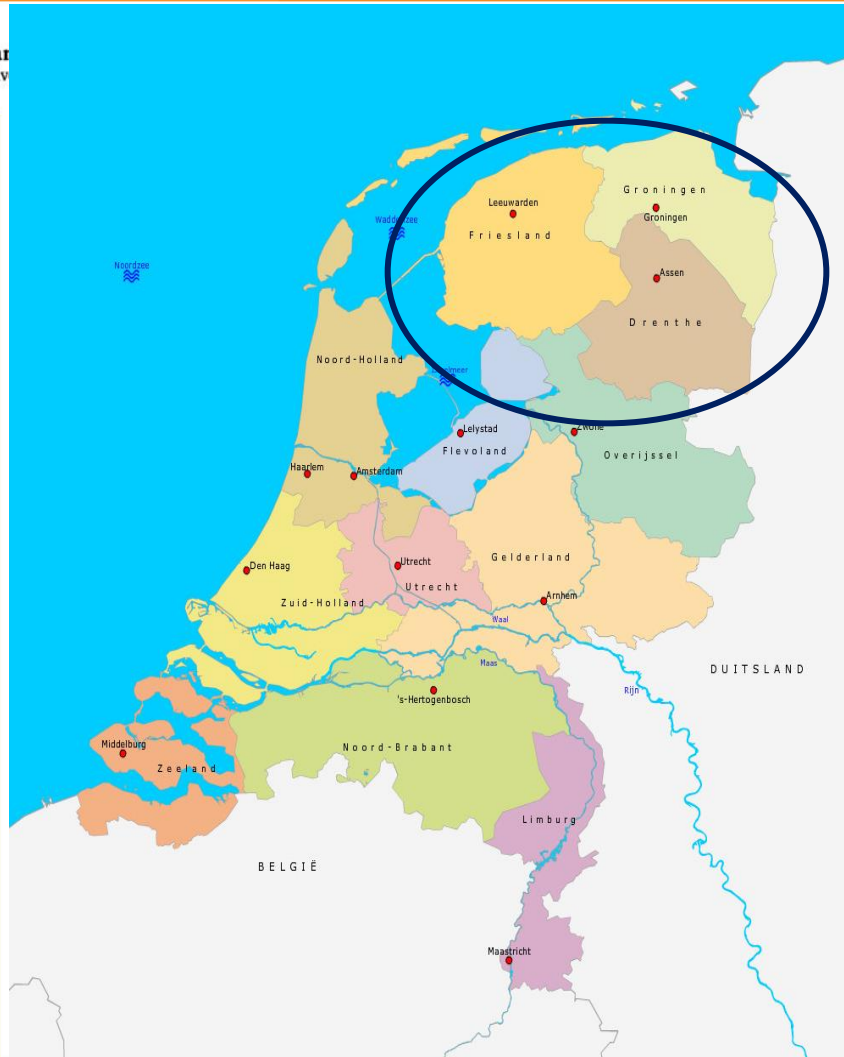 Groningen
Leeuwarden
Groningen
Waddenzee
Friesland
Noordzee
Assen
Drenthe
Noord-Holland
Lelystad
Zwolle
Flevoland
Overijssel
Haarlem
Amsterdam
Gelderland
Den Haag
Utrecht
Utrecht
Arnhem
Zuid-Holland
Waal
Maas
DUITSLAND
Rijn
's-Hertogenbosch
Middelburg
Noord-Brabant
Zeeland
Limburg
BELGIË
Maastricht